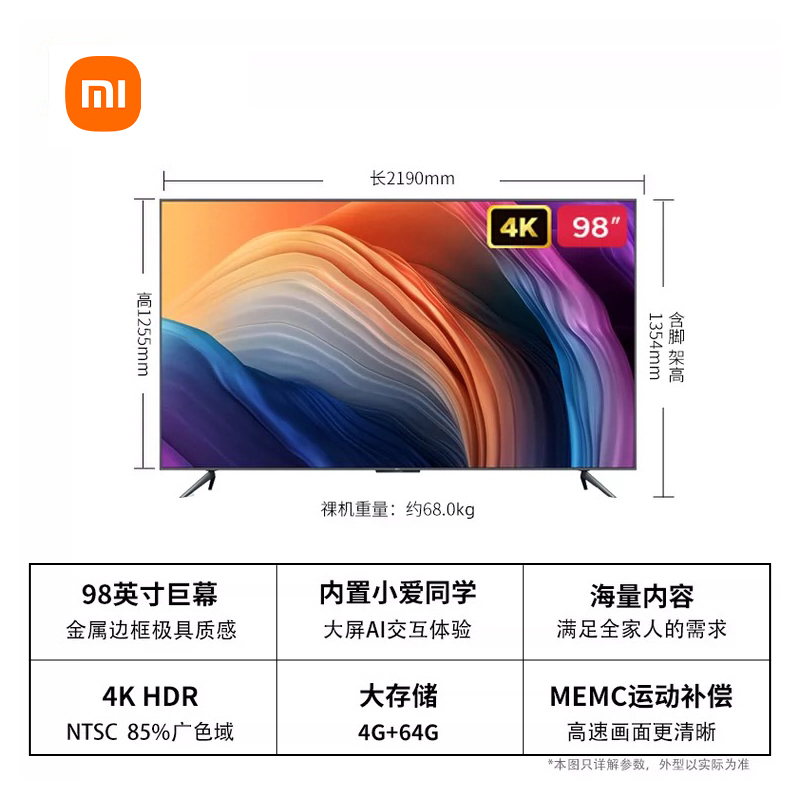 mi
长2190mm
4K
98″
高1255mm
含脚 架高
1354mm
裸机重量：约68.0kg
98英寸巨幕
金属边框极具质感
内置小爱同学
大屏AI交互体验
海量内容
满足全家人的需求
4K HDR
NTSC 85%广色域
大存储
4G+64G
MEMC运动补偿
高速画面更清晰
*本图只详解参数，外型以实际为准